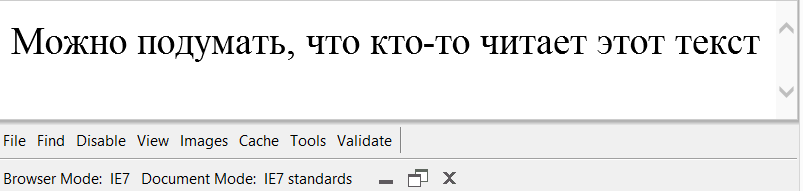 Можно подумать, что кто-то читает этот текст
File Find Disable View Images Cache Tools Validate
Browser Mode: IE7 Document Mode: IE7 standards